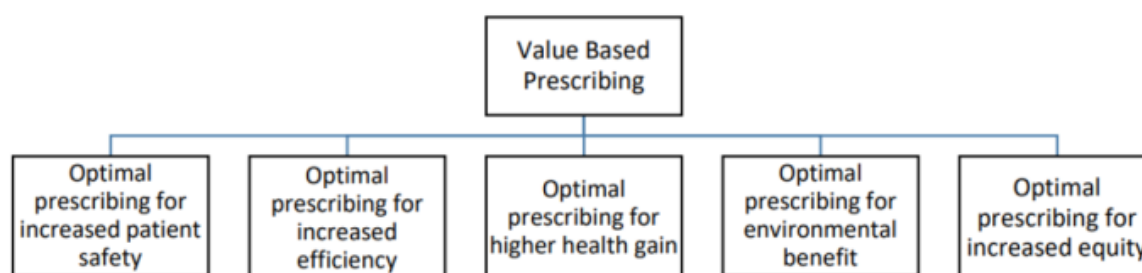 Value Based
Prescribing
Optimal
prescribing for
increased patient
safety
Optimal
prescribing for
increased
efficiency
Optimal
prescribing for
higher health gain
Optimal
prescribing for
environmental
benefit
Optimal
prescribing for
increased equity